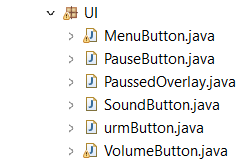 UI
MenuButton.java
PauseButton.java
PaussedOverlay.java
SoundButton.java
urmButton.java
VolumeButton.java